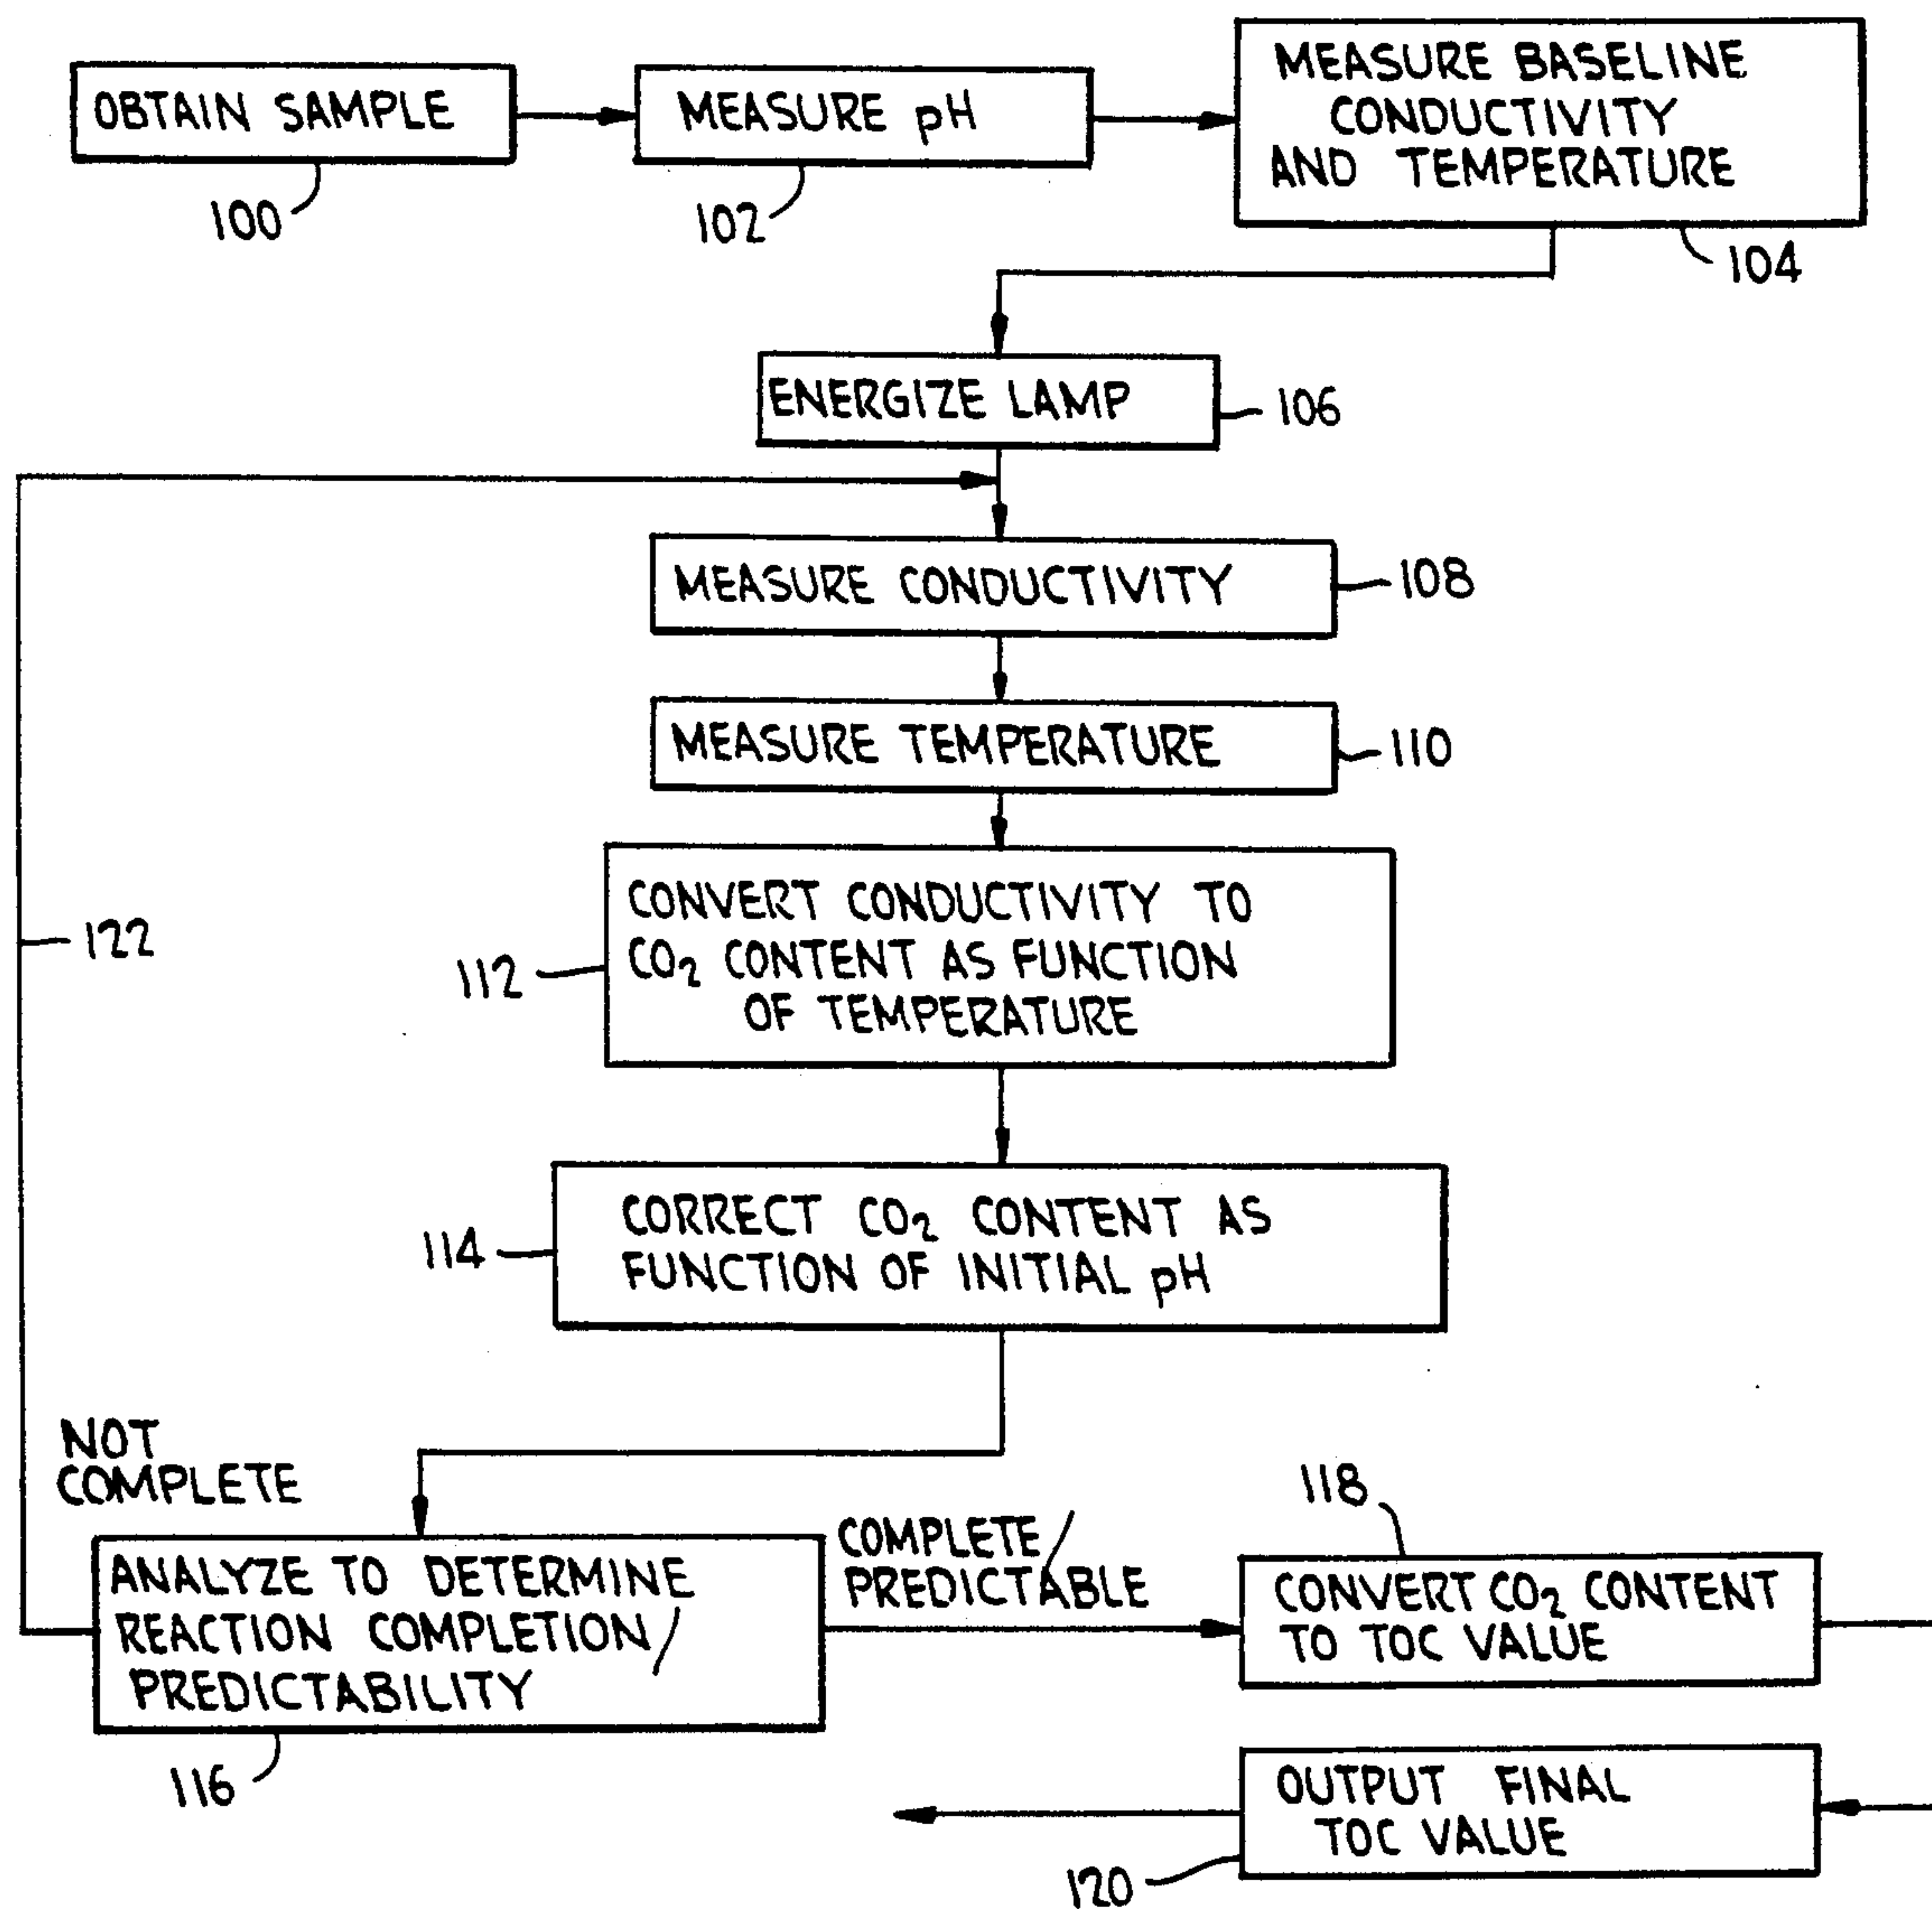 OBTAIN SAMPLE
100
MEASURE pH
102
MEASURE BASELINE
CONDUCTIVITY
AND TEMPERATURE
104
ENERGIZE LAMP
106
MEASURE CONDUCTIVITY
108
MEASURE TEMPERATURE
110
CONVERT CONDUCTIVITY TO
CO₂ CONTENT AS FUNCTION
OF TEMPERATURE
112
122
CORRECT CO₂ CONTENT AS
FUNCTION OF INITIAL pH
114
NOT
COMPLETE
ANALYZE TO DETERMINE
REACTION COMPLETION/
PREDICTABILITY
116
COMPLETE/
PREDICTABLE
118
CONVERT CO₂ CONTENT
TO TOC VALUE
OUTPUT FINAL
TOC VALUE
120